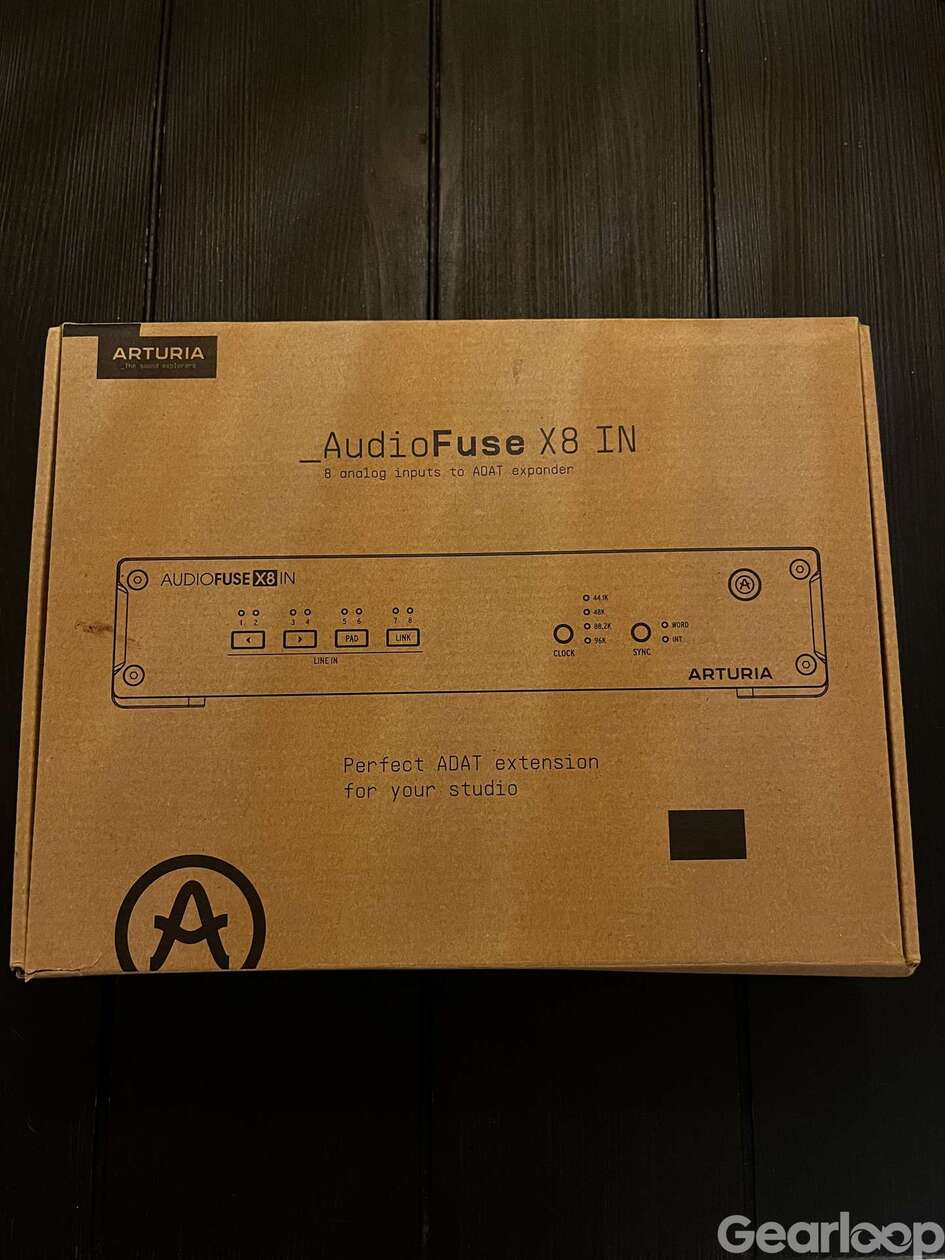 ARTURIA
_The sound explorers
_AudioFuse X8 IN
8 analog inputs to ADAT expander
AUDIOFUSE X8 IN
1 2 3 4 5 6 7 8
PAD LINK
LINE IN
44.1K
48K
88.2K
96K
CLOCK
WORD
INT.
SYNC
ARTURIA
Perfect ADAT extension
for your studio
Gearloop